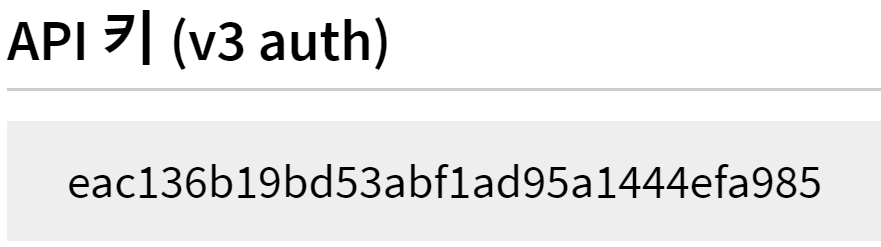 API 키 (v3 auth)
eac136b19bd53abf1ad95a1444efa985